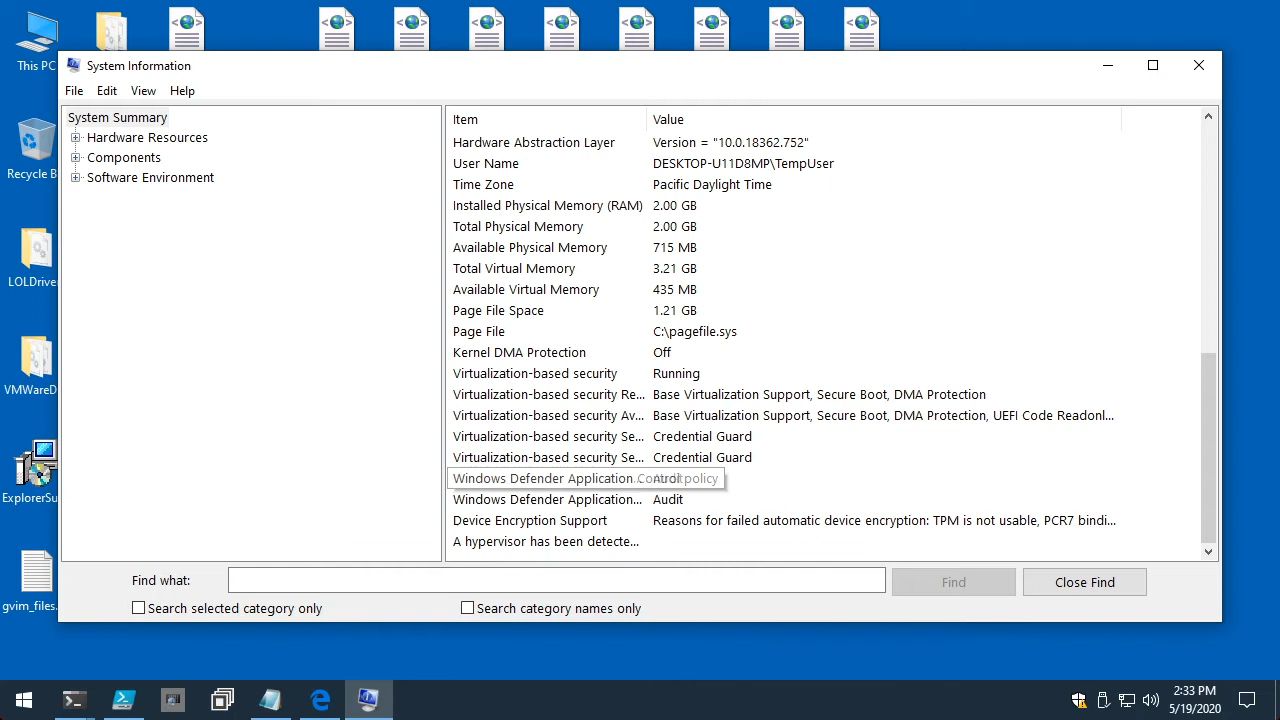 This PC
System Information
File Edit View Help
System Summary
Hardware Resources
Components
Software Environment
Item Value
Hardware Abstraction Layer Version = "10.0.18362.752"
User Name DESKTOP-U11D8MP\TempUser
Time Zone Pacific Daylight Time
Installed Physical Memory (RAM) 2.00 GB
Total Physical Memory 2.00 GB
Available Physical Memory 715 MB
Total Virtual Memory 3.21 GB
Available Virtual Memory 435 MB
Page File Space 1.21 GB
Page File C:\pagefile.sys
Kernel DMA Protection Off
Virtualization-based security Running
Virtualization-based security Re... Base Virtualization Support, Secure Boot, DMA Protection
Virtualization-based security Av... Base Virtualization Support, Secure Boot, DMA Protection, UEFI Code Readonl...
Virtualization-based security Se... Credential Guard
Virtualization-based security Se... Credential Guard
Windows Defender Application Control policy
Windows Defender Application... Audit
Device Encryption Support Reasons for failed automatic device encryption: TPM is not usable, PCR7 bindi...
A hypervisor has been detecte...
Find what: Find Close Find
Search selected category only Search category names only
Recycle B
LOLDrive
VMWareD
ExplorerSu
gvim_files.
2:33 PM
5/19/2020